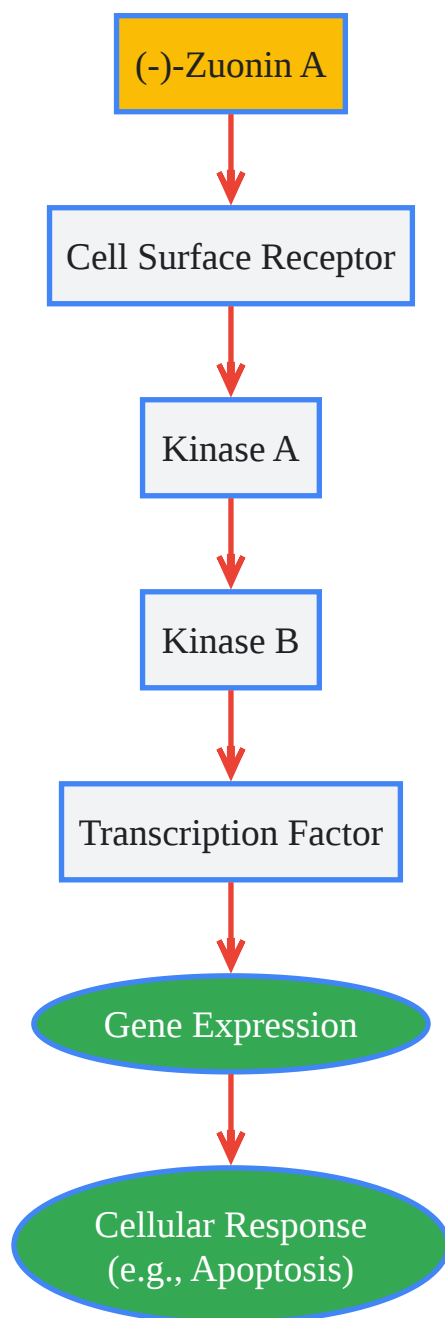 (-)-Zuonin A
Cell Surface Receptor
Kinase A
Kinase B
Transcription Factor
Gene Expression
Cellular Response
(e.g., Apoptosis)